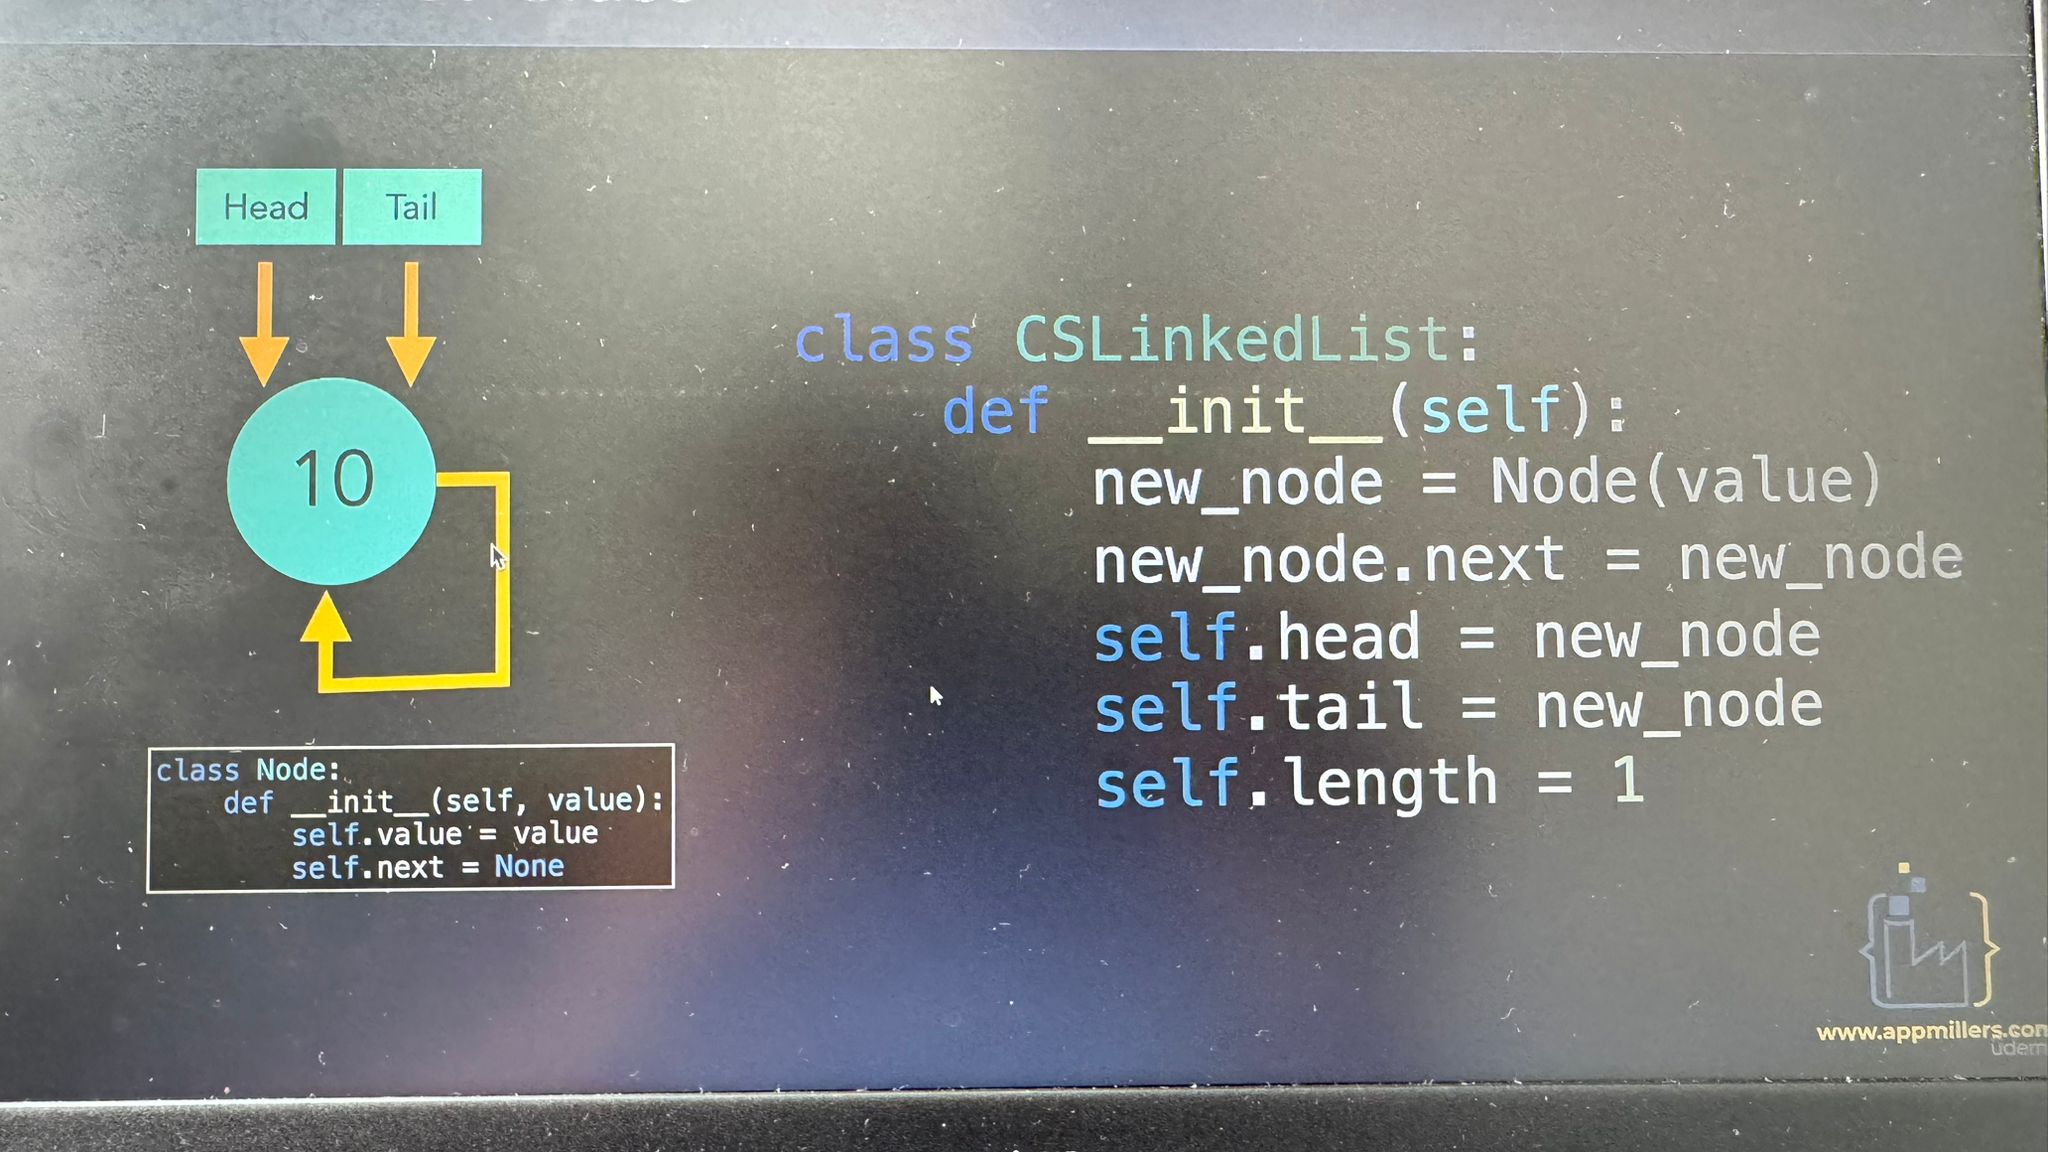 Head Tail
10
class CSLinkedList:
def __init__(self):
new_node = Node(value)
new_node.next = new_node
self.head = new_node
self.tail = new_node
self.length = 1
class Node:
def __init__(self, value):
self.value = value
self.next = None
www.appmillers.com
ûdem